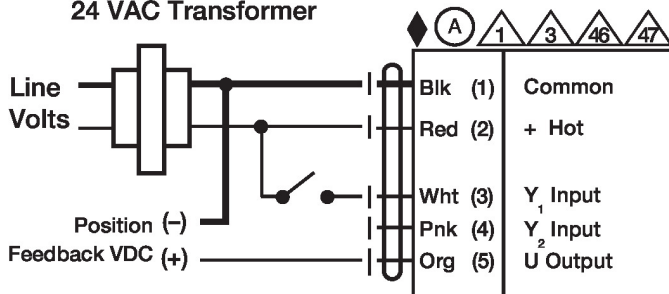 24 VAC Transformer
A 1 3 46 47
Line Volts
Blk (1) Common
Red (2) + Hot
Wht (3) Y1 Input
Pnk (4) Y2 Input
Org (5) U Output
Position (–)
Feedback VDC (+)